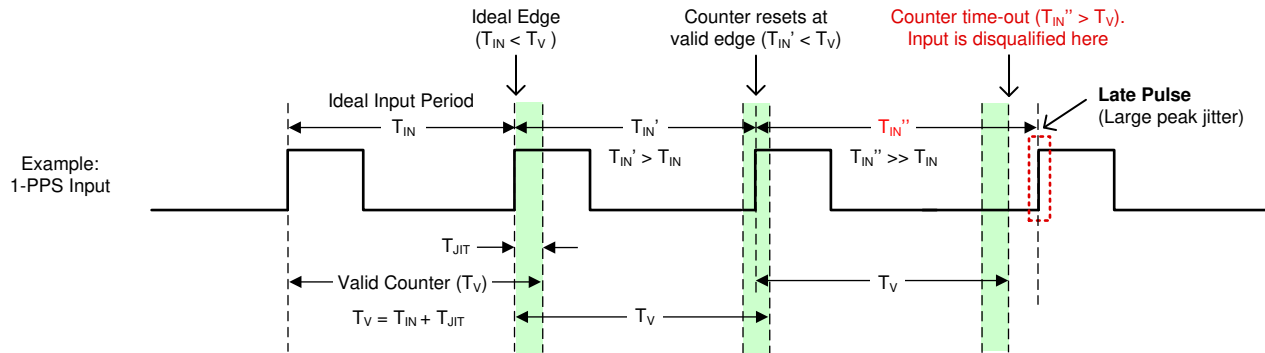 Ideal Edge
(T_IN < T_V )
Counter resets at
valid edge (T_IN' < T_V)
Counter time-out (T_IN'' > T_V).
Input is disqualified here
Ideal Input Period
T_IN
T_IN'
T_IN''
Late Pulse
(Large peak jitter)
Example:
1-PPS Input
T_IN' > T_IN
T_IN'' >> T_IN
T_JIT
Valid Counter (T_V)
T_V
T_V = T_IN + T_JIT
T_V